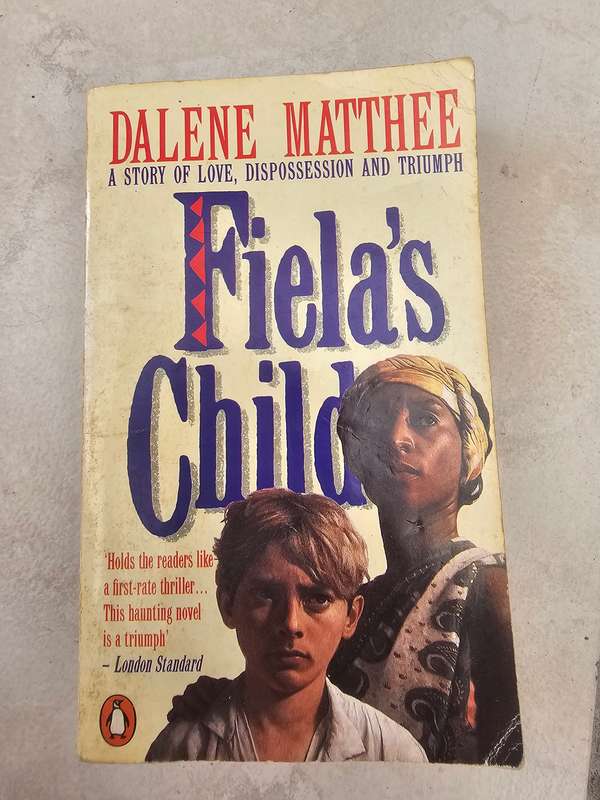 DALENE MATTHEE
A STORY OF LOVE, DISPOSSESSION AND TRIUMPH
Fiela's
Child
'Holds the readers like
a first-rate thriller...
This haunting novel
is a triumph'
– London Standard